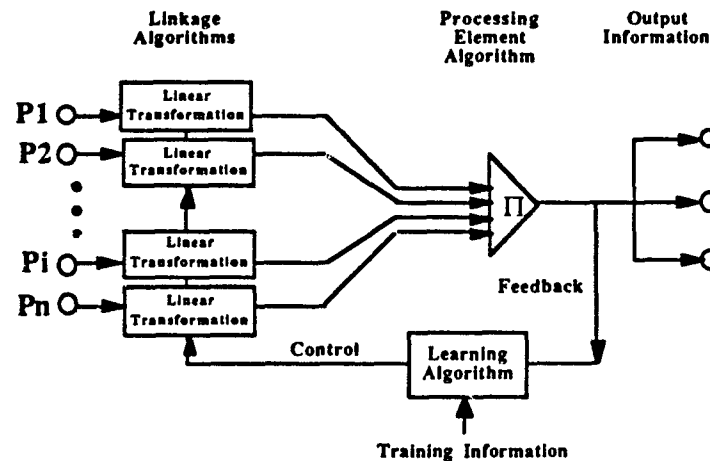 Linkage
Algorithms
Processing
Element
Algorithm
Output
Information
P1
Linear
Transformation
P2
Linear
Transformation
Pi
Linear
Transformation
Pn
Linear
Transformation
Π
Feedback
Control
Learning
Algorithm
Training Information